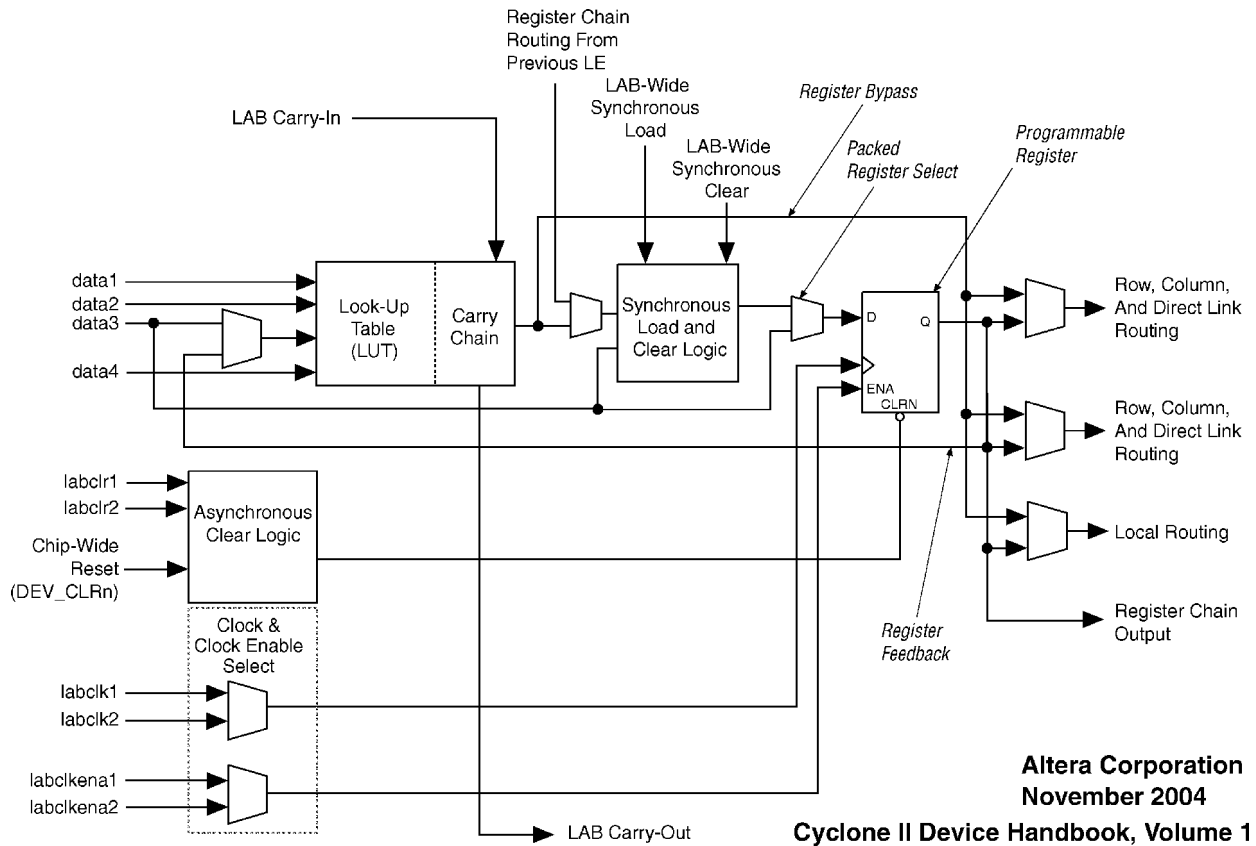 Register Chain
Routing From
Previous LE
LAB-Wide
Synchronous
Load
LAB-Wide
Synchronous
Clear
Register Bypass
Packed
Register Select
Programmable
Register
LAB Carry-In
data1
data2
data3
data4
Look-Up
Table
(LUT)
Carry
Chain
Synchronous
Load and
Clear Logic
D
Q
ENA
CLRN
Row, Column,
And Direct Link
Routing
Row, Column,
And Direct Link
Routing
Local Routing
Register Chain
Output
Register
Feedback
labclr1
labclr2
Chip-Wide
Reset
(DEV_CLRn)
Asynchronous
Clear Logic
Clock &
Clock Enable
Select
labclk1
labclk2
labclkena1
labclkena2
LAB Carry-Out
Altera Corporation
November 2004
Cyclone II Device Handbook, Volume 1